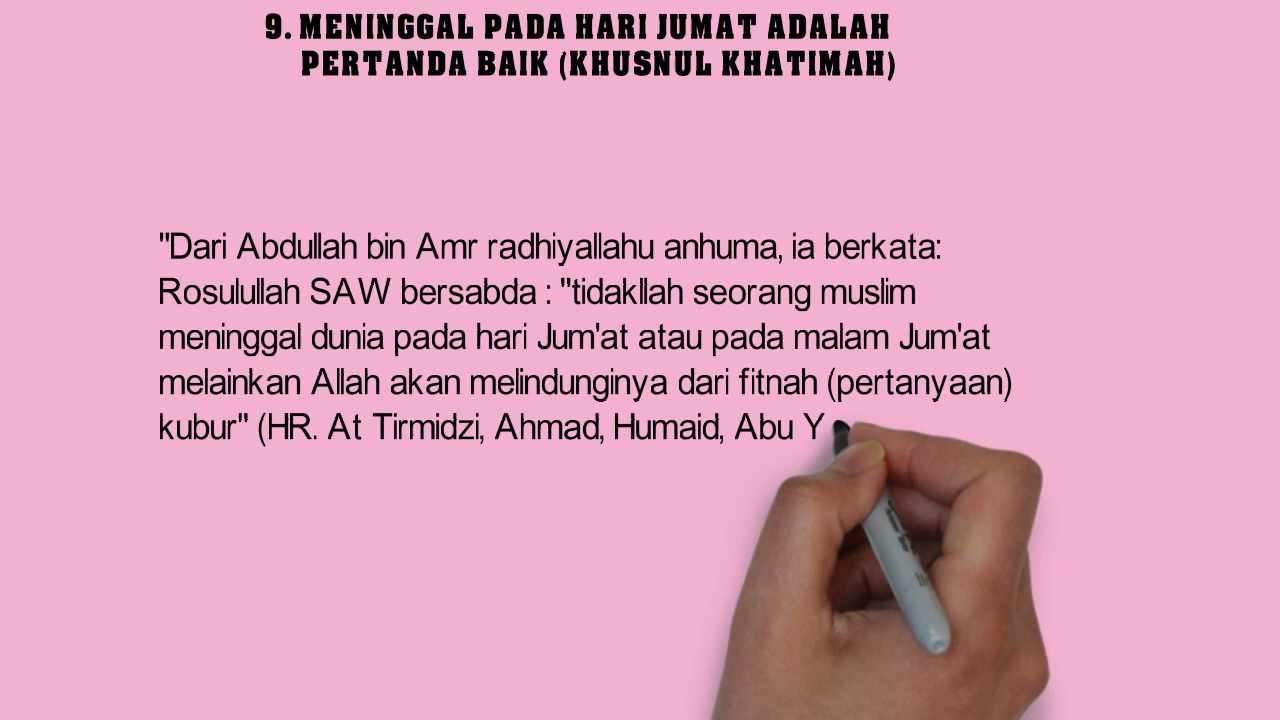 9. MENINGGAL PADA HARI JUMAT ADALAH
PERTANDA BAIK (KHUSNUL KHATIMAH)
"Dari Abdullah bin Amr radhiyallahu anhuma, ia berkata:
Rosulullah SAW bersabda : "tidakllah seorang muslim
meninggal dunia pada hari Jum'at atau pada malam Jum'at
melainkan Allah akan melindunginya dari fitnah (pertanyaan)
kubur" (HR. At Tirmidzi, Ahmad, Humaid, Abu Y